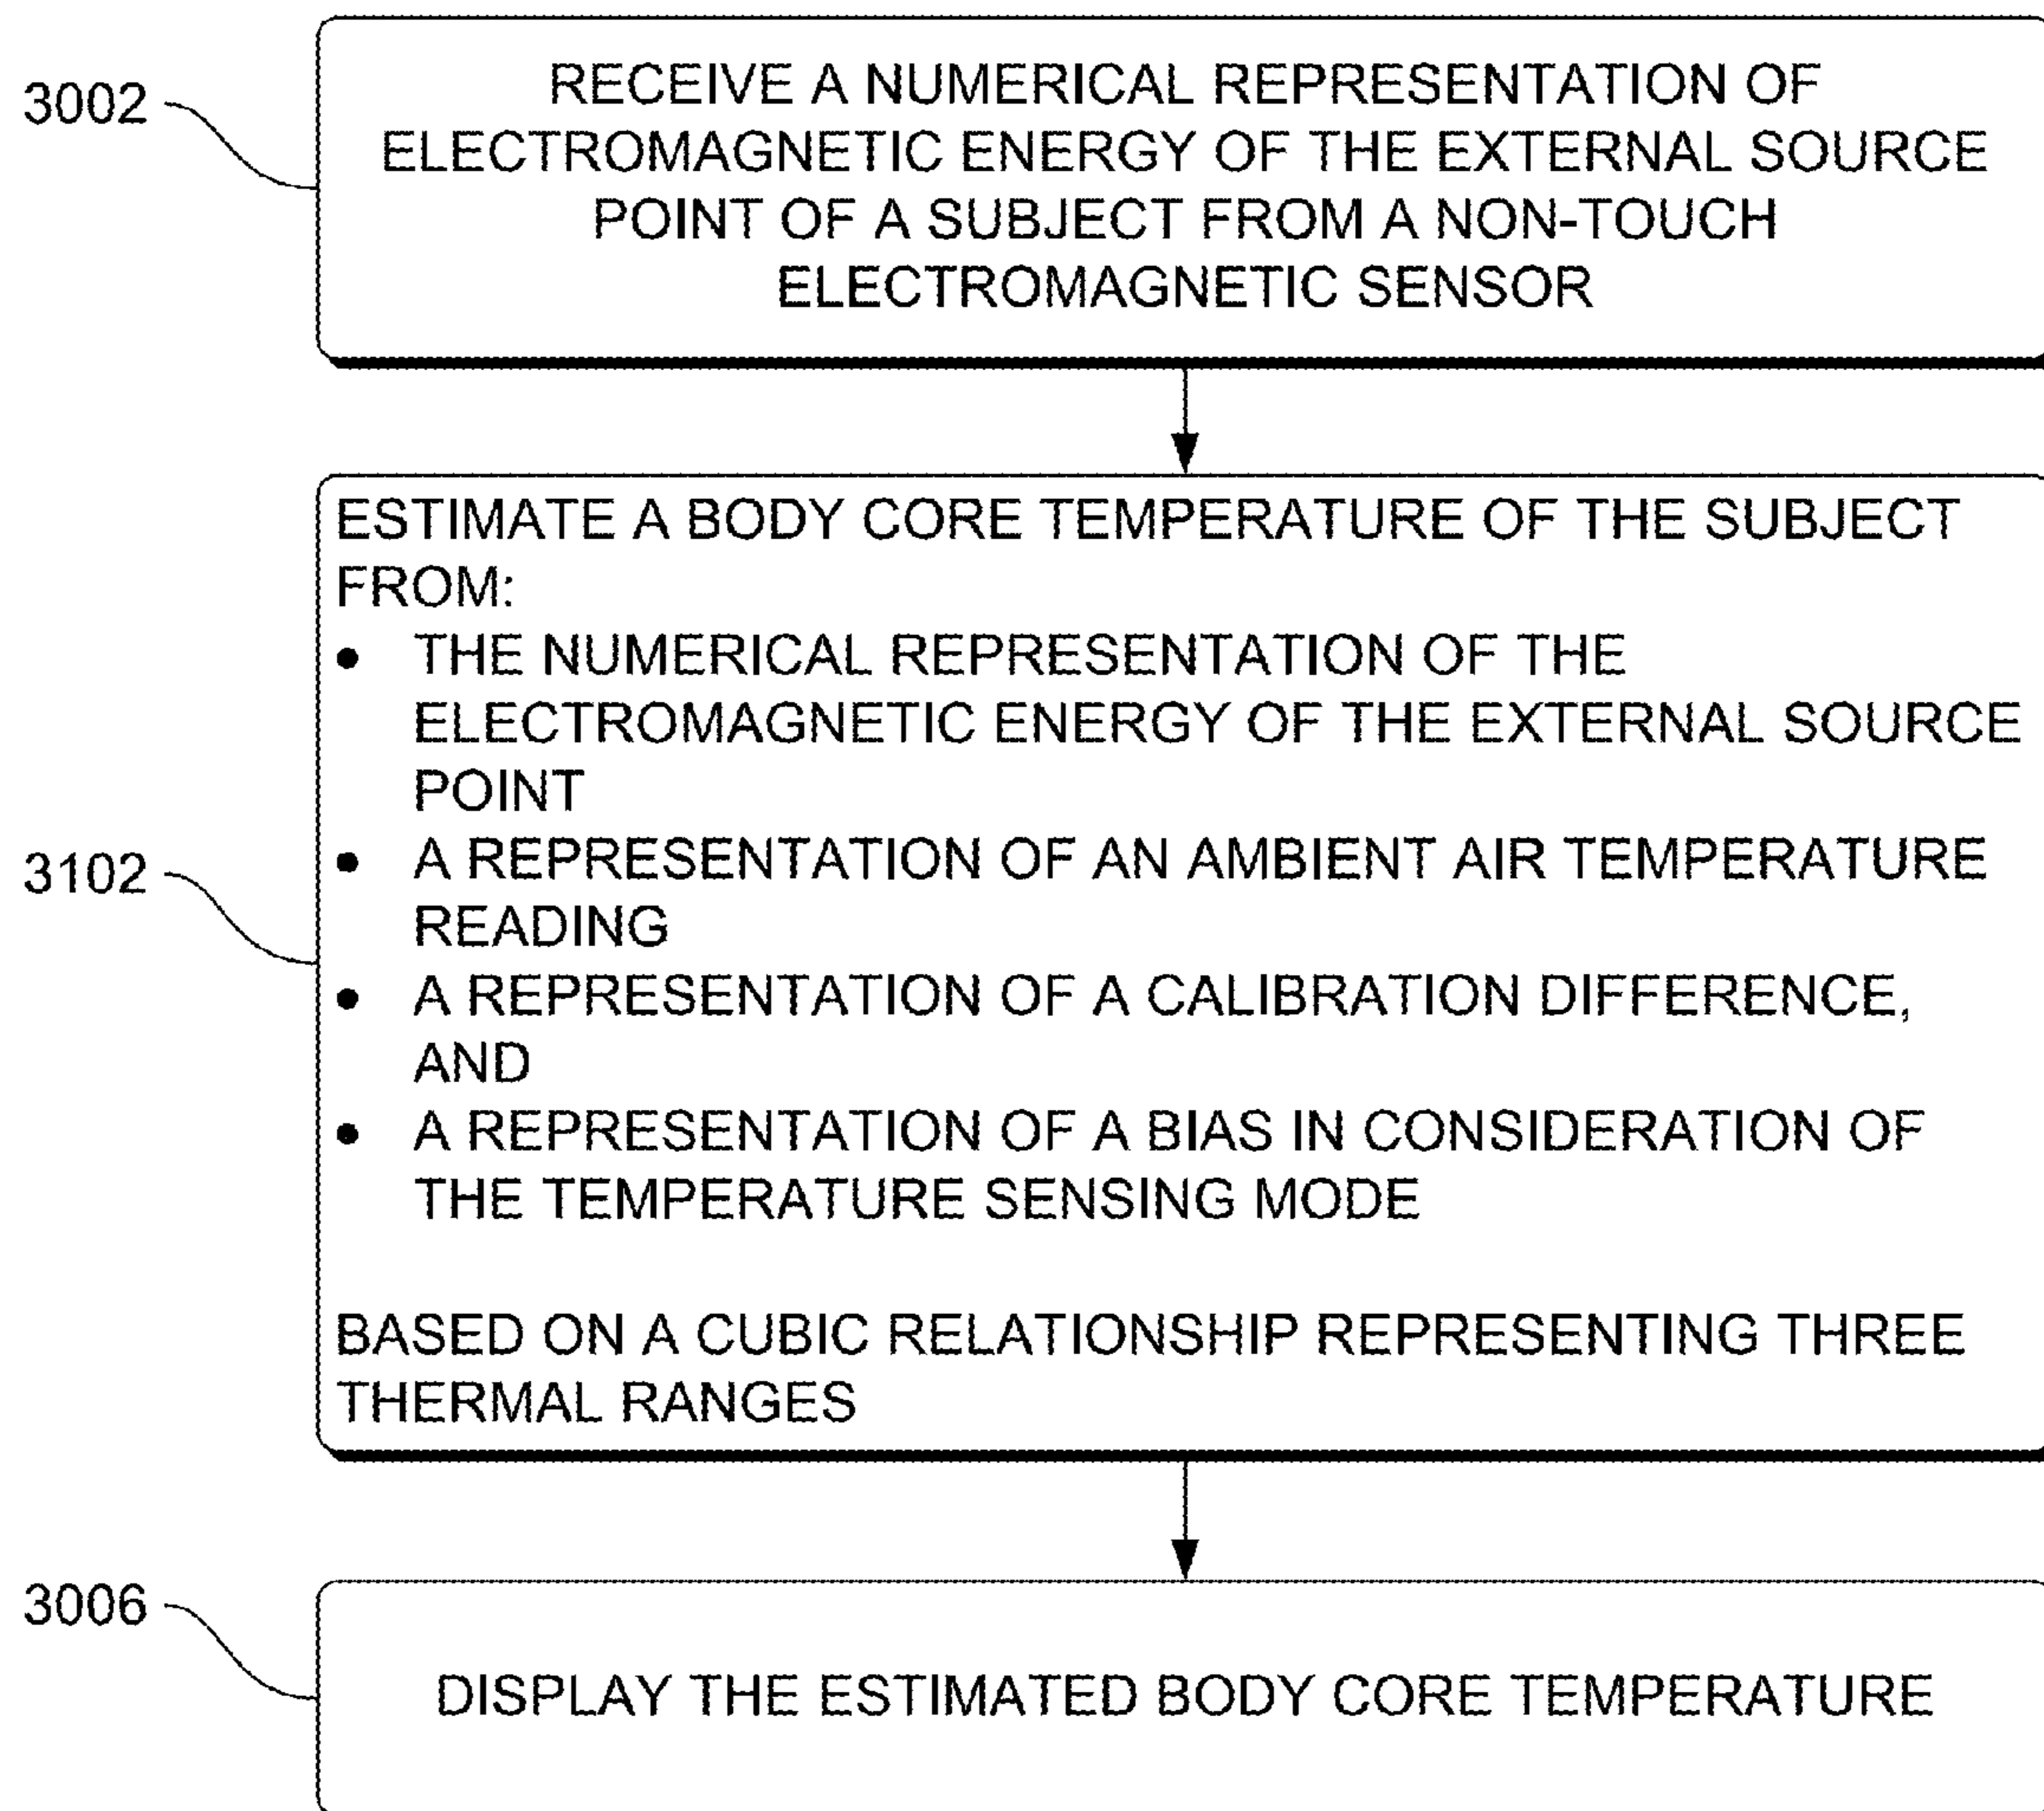 3002
RECEIVE A NUMERICAL REPRESENTATION OF
ELECTROMAGNETIC ENERGY OF THE EXTERNAL SOURCE
POINT OF A SUBJECT FROM A NON-TOUCH
ELECTROMAGNETIC SENSOR
3102
ESTIMATE A BODY CORE TEMPERATURE OF THE SUBJECT
FROM:
• THE NUMERICAL REPRESENTATION OF THE
ELECTROMAGNETIC ENERGY OF THE EXTERNAL SOURCE
POINT
• A REPRESENTATION OF AN AMBIENT AIR TEMPERATURE
READING
• A REPRESENTATION OF A CALIBRATION DIFFERENCE,
AND
• A REPRESENTATION OF A BIAS IN CONSIDERATION OF
THE TEMPERATURE SENSING MODE
BASED ON A CUBIC RELATIONSHIP REPRESENTING THREE
THERMAL RANGES
3006
DISPLAY THE ESTIMATED BODY CORE TEMPERATURE